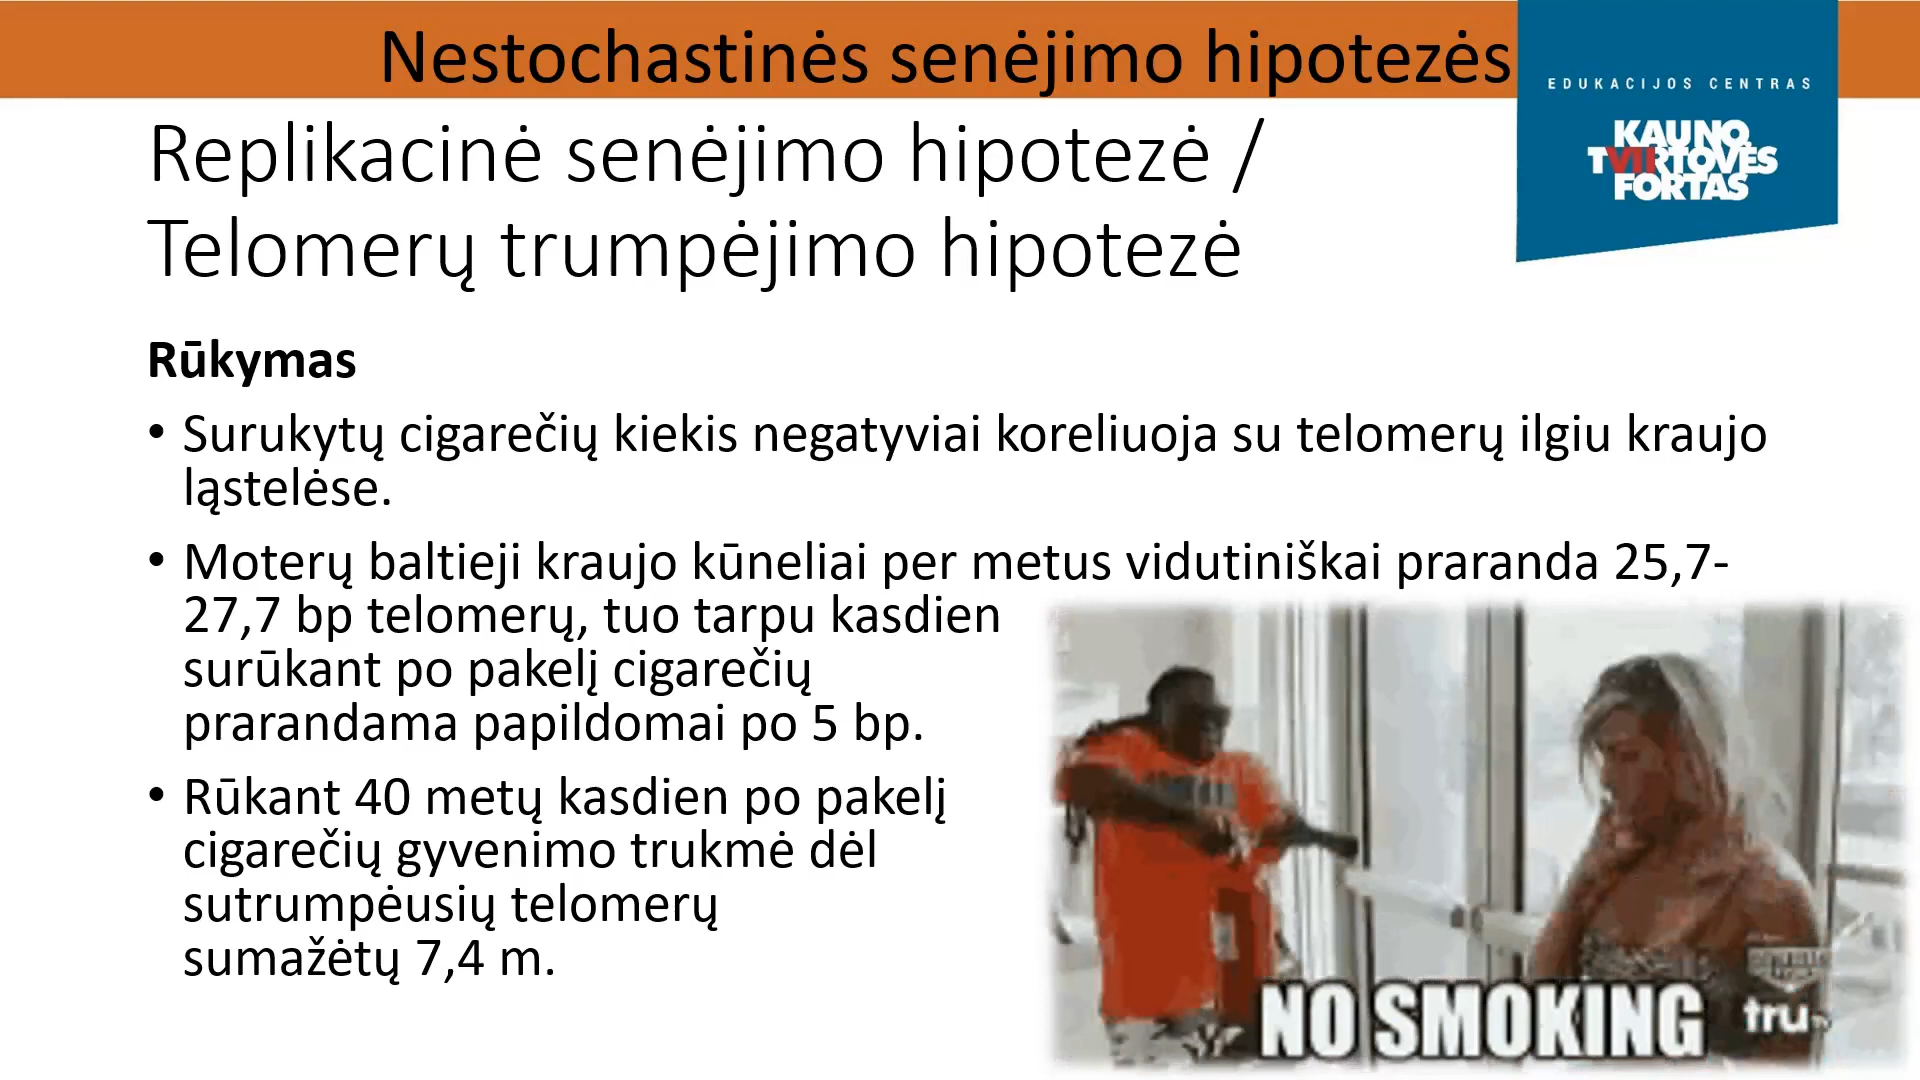 Nestochastinės senėjimo hipotezės
EDUKACIJOS CENTRAS
KAUNO
TVIRTOVĖS
FORTAS
Replikacinė senėjimo hipotezė /
Telomerų trumpėjimo hipotezė
Rūkymas
• Surukytų cigarečių kiekis negatyviai koreliuoja su telomerų ilgiu kraujo
ląstelėse.
• Moterų baltieji kraujo kūneliai per metus vidutiniškai praranda 25,7-
27,7 bp telomerų, tuo tarpu kasdien
surūkant po pakelį cigarečių
prarandama papildomai po 5 bp.
• Rūkant 40 metų kasdien po pakelį
cigarečių gyvenimo trukmė dėl
sutrumpėusių telomerų
sumažėtų 7,4 m.
NO SMOKING
tru